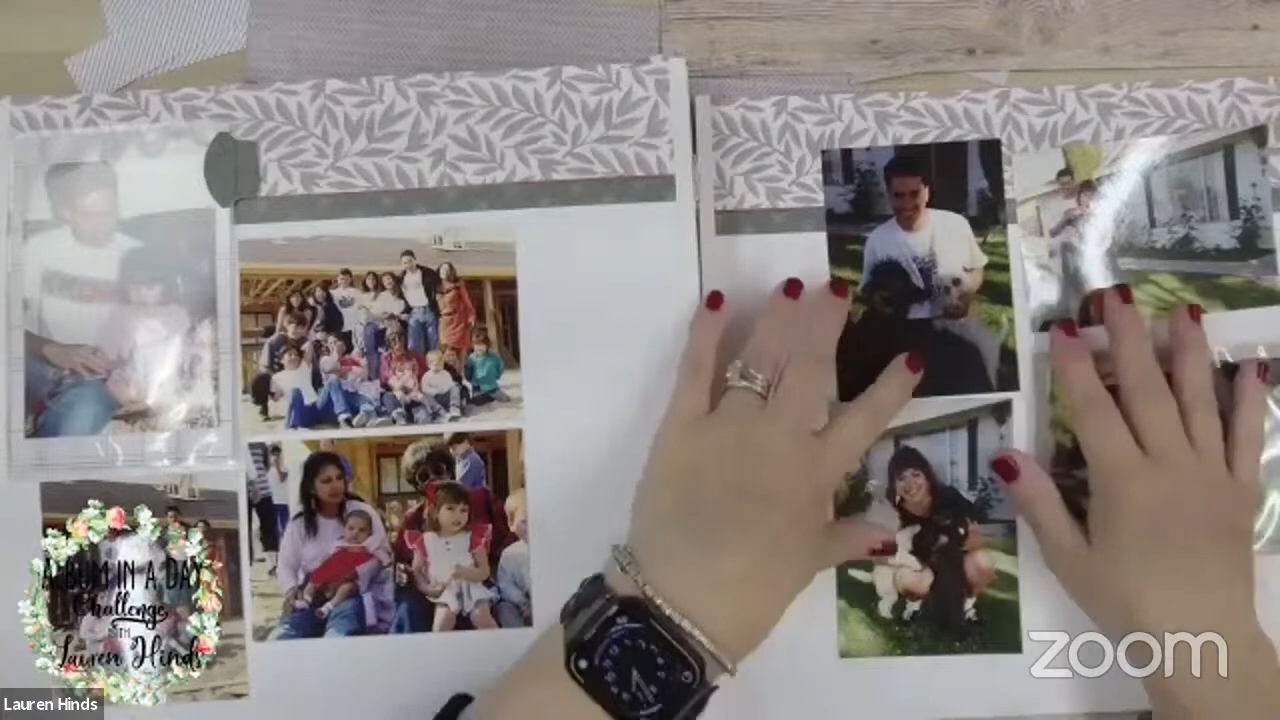 ALBUM IN A DAY
Challenge
WITH
Lauren Hinds
Lauren Hinds
zoom